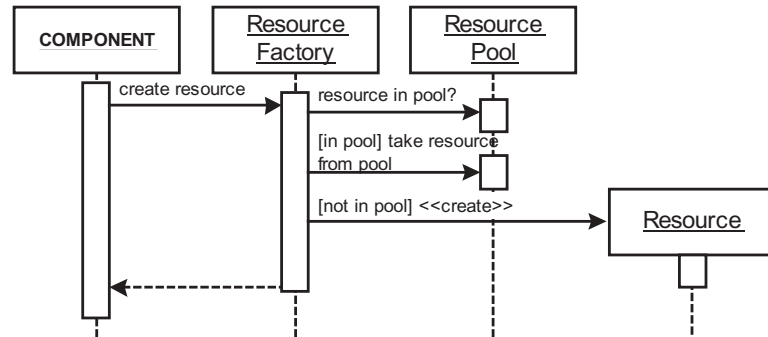 COMPONENT
Resource
Factory
Resource
Pool
create resource
resource in pool?
[in pool] take resource
from pool
[not in pool] <<create>>
Resource